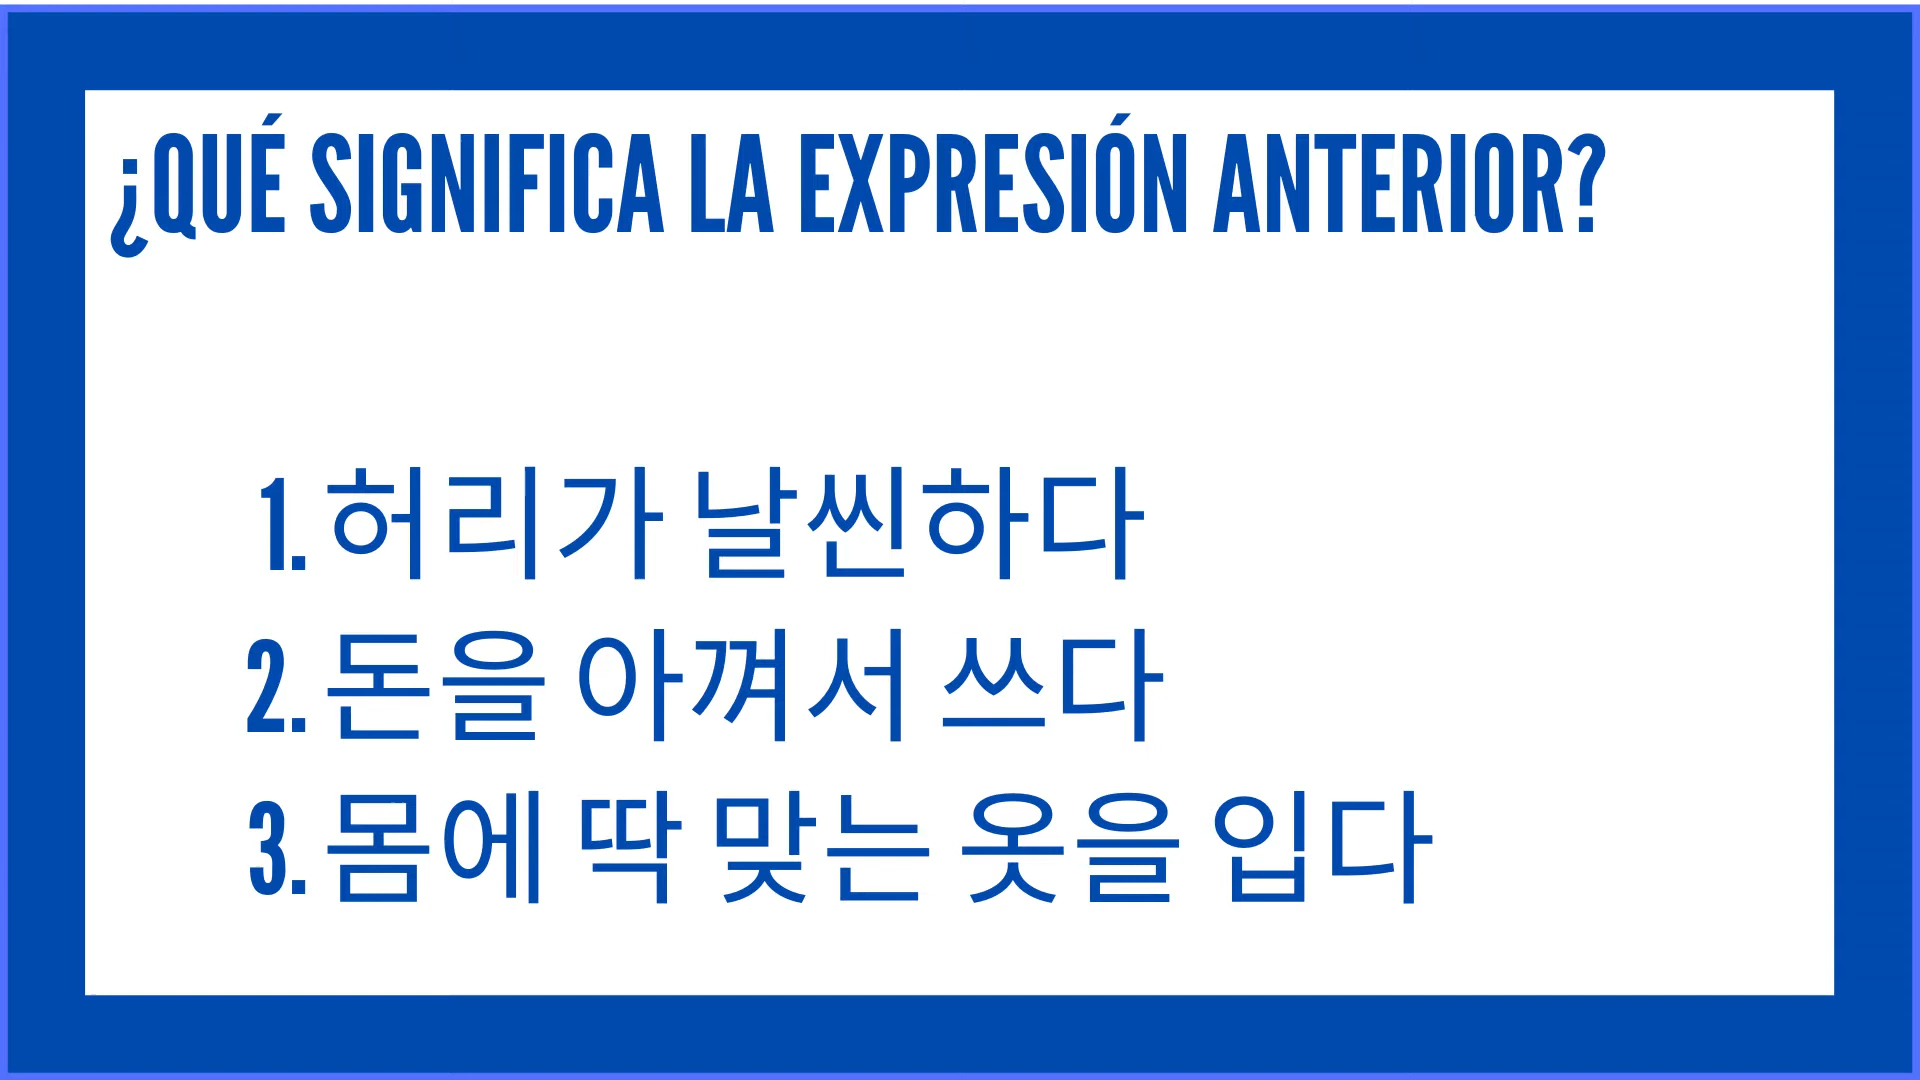 ¿QUÉ SIGNIFICA LA EXPRESIÓN ANTERIOR?
1. 허리가 날씬하다
2. 돈을 아껴서 쓰다
3. 몸에 딱 맞는 옷을 입다